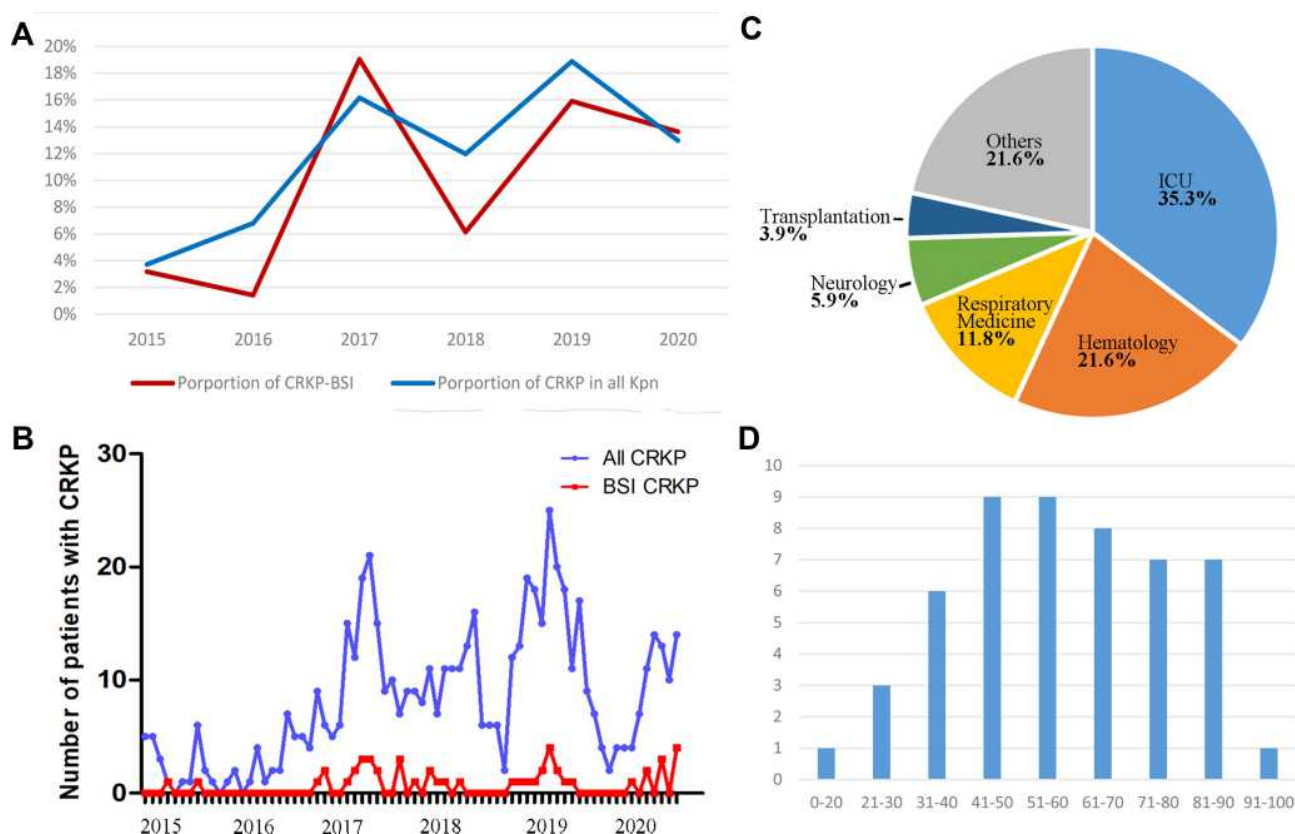 A
20%
18%
16%
14%
12%
10%
8%
6%
4%
2%
0%
2015 2016 2017 2018 2019 2020
Porportion of CRKP-BSI Porportion of CRKP in all Kpn
C
Others
21.6%
ICU
35.3%
Transplantation
3.9%
Neurology
5.9%
Respiratory
Medicine
11.8%
Hematology
21.6%
B
Number of patients with CRKP
30
20
10
0
All CRKP
BSI CRKP
2015 2016 2017 2018 2019 2020
D
10
9
8
7
6
5
4
3
2
1
0
0-20 21-30 31-40 41-50 51-60 61-70 71-80 81-90 91-100